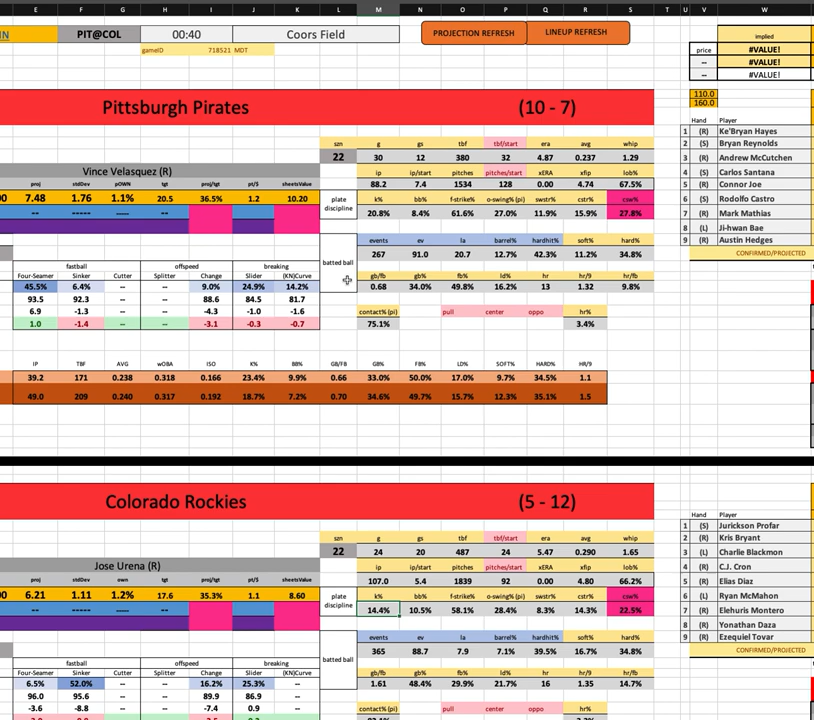 E F G H I J K L M N O P Q R S T U V W
IN PIT@COL 00:40 Coors Field PROJECTION REFRESH LINEUP REFRESH implied
gameID 718521 MDT price #VALUE!
-- #VALUE!
-- #VALUE!
Pittsburgh Pirates (10 - 7) 110.0
160.0
Hand Player
szn g gs tbf tbf/start era avg whip 1 (R) Ke'Bryan Hayes
22 30 12 380 32 4.87 0.237 1.29 2 (S) Bryan Reynolds
Vince Velasquez (R) ip ip/start pitches pitches/start xERA xfip lob% 3 (R) Andrew McCutchen
88.2 7.4 1534 128 0.00 4.74 67.5% 4 (S) Carlos Santana
proj stdDev pOWN tgt proj/tgt pt/$ sheetsValue 5 (R) Connor Joe
0 7.48 1.76 1.1% 20.5 36.5% 1.2 10.20 plate discipline k% bb% f-strike% o-swing% (pi) swstr% cstr% csw% 6 (S) Rodolfo Castro
-- ---- ---- --- -- -- 20.8% 8.4% 61.6% 27.0% 11.9% 15.9% 27.8% 7 (R) Mark Mathias
8 (L) Ji-hwan Bae
batted ball events ev la barrel% hardhit% soft% hard% 9 (R) Austin Hedges
267 91.0 20.7 12.7% 42.3% 11.2% 34.8% CONFIRMED/PROJECTED
fastball offspeed breaking
Four-Seamer Sinker Cutter Splitter Change Slider (KN)Curve gb/fb gb% fb% ld% hr hr/9 hr/fb
45.5% 6.4% -- -- 9.0% 24.9% 14.2% 0.68 34.0% 49.8% 16.2% 13 1.32 9.8%
93.5 92.3 -- -- 88.6 84.5 81.7
6.9 -1.3 -- -- -4.3 -1.0 -1.6 contact% (pi) pull center oppo hr%
1.0 -1.4 -- -- -3.1 -0.3 -0.7 75.1% 3.4%
IP TBF AVG wOBA ISO K% BB% GB/FB GB% FB% LD% SOFT% HARD% HR/9
39.2 171 0.238 0.318 0.166 23.4% 9.9% 0.66 33.0% 50.0% 17.0% 9.7% 34.5% 1.1
49.0 209 0.240 0.317 0.192 18.7% 7.2% 0.70 34.6% 49.7% 15.7% 12.3% 35.1% 1.5
Colorado Rockies (5 - 12)
Hand Player
szn g gs tbf tbf/start era avg whip 1 (S) Jurickson Profar
22 24 20 487 24 5.47 0.290 1.65 2 (R) Kris Bryant
Jose Urena (R) ip ip/start pitches pitches/start xERA xfip lob% 3 (L) Charlie Blackmon
107.0 5.4 1839 92 0.00 4.80 66.2% 4 (R) C.J. Cron
proj stdDev own tgt proj/tgt pt/$ sheetsValue 5 (R) Elias Diaz
6.21 1.11 1.2% 17.6 35.3% 1.1 8.60 plate discipline k% bb% f-strike% o-swing% (pi) swstr% cstr% csw% 6 (L) Ryan McMahon
-- ---- ---- --- -- -- 14.4% 10.5% 58.1% 28.4% 8.3% 14.3% 22.5% 7 (R) Elehuris Montero
8 (R) Yonathan Daza
batted ball events ev la barrel% hardhit% soft% hard% 9 (R) Ezequiel Tovar
365 88.7 7.9 7.1% 39.5% 16.7% 34.8% CONFIRMED/PROJECTED
fastball offspeed breaking
Four-Seamer Sinker Cutter Splitter Change Slider (KN)Curve gb/fb gb% fb% ld% hr hr/9 hr/fb
6.5% 52.0% -- -- 16.2% 25.3% -- 1.61 48.4% 29.9% 21.7% 16 1.35 14.7%
96.0 95.6 -- -- 89.9 86.9 --
-3.6 -8.8 -- -- -7.4 0.9 -- contact% (pi) pull center oppo hr%